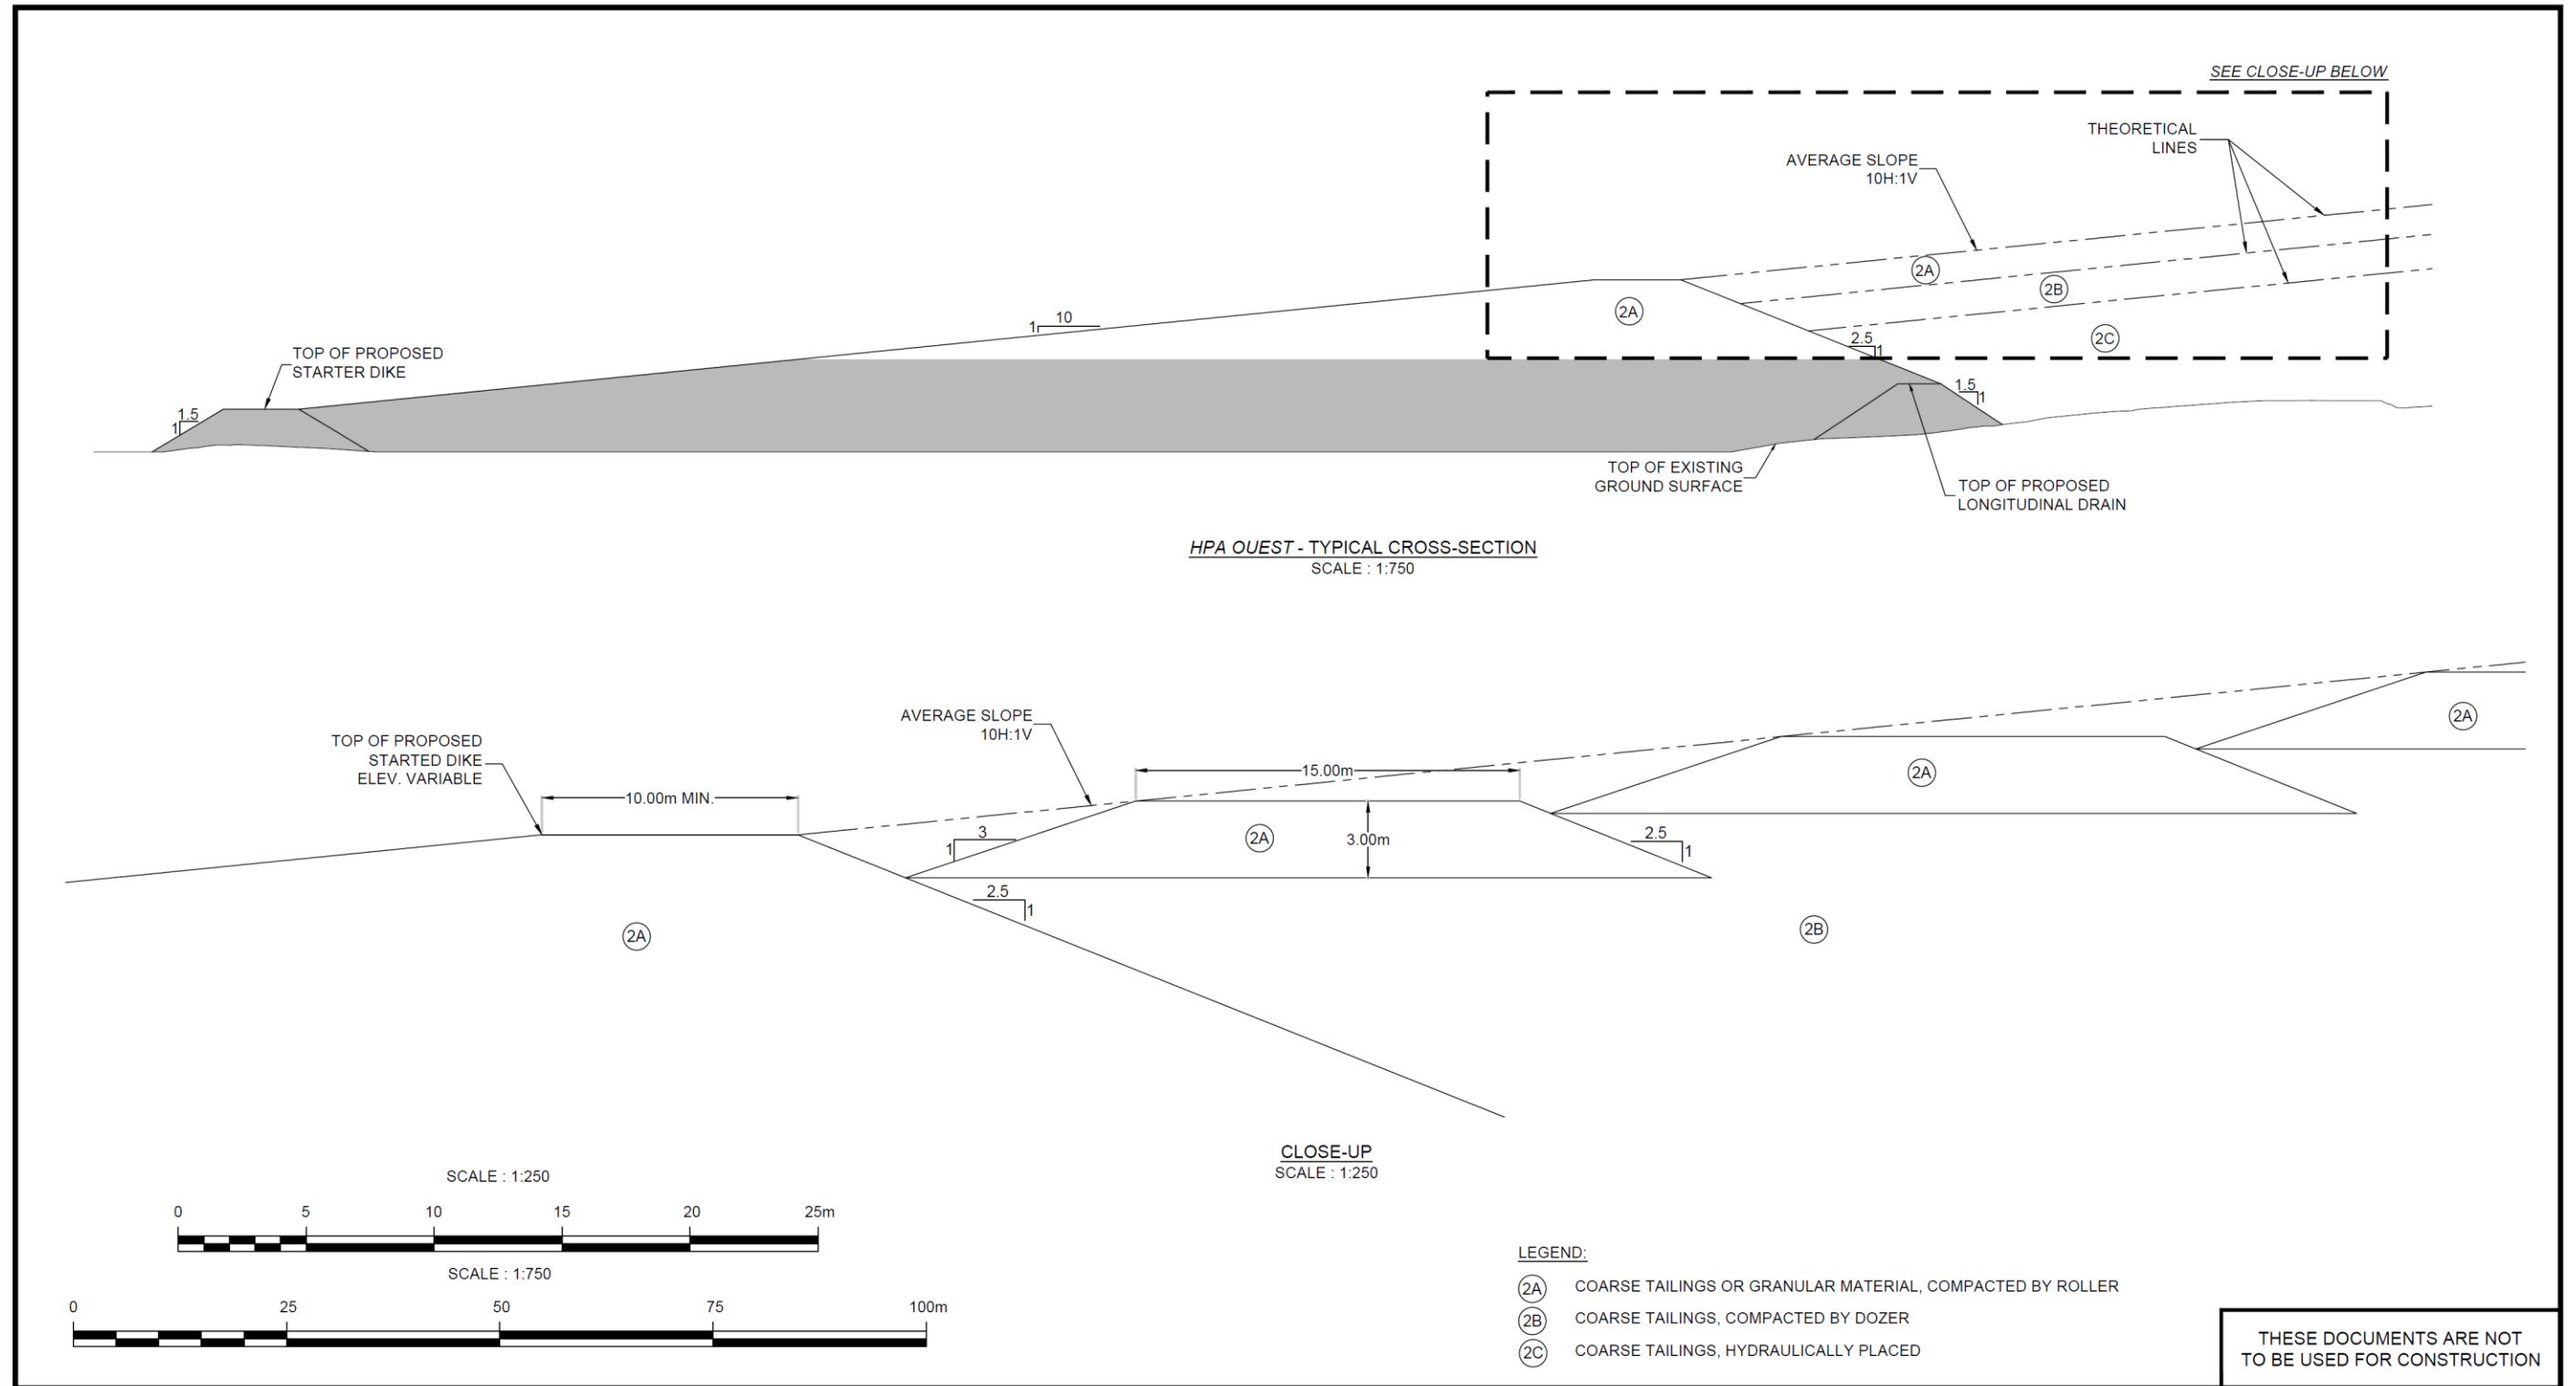 SEE CLOSE-UP BELOW
THEORETICAL
LINES
AVERAGE SLOPE
10H:1V
2A
2B
2A
2C
10
1
2.5
1
TOP OF PROPOSED
STARTER DIKE
1.5
1
1.5
1
TOP OF EXISTING
GROUND SURFACE
TOP OF PROPOSED
LONGITUDINAL DRAIN
HPA OUEST - TYPICAL CROSS-SECTION
SCALE : 1:750
AVERAGE SLOPE
10H:1V
TOP OF PROPOSED
STARTED DIKE
ELEV. VARIABLE
10.00m MIN.
15.00m
2A
2A
3
1
2A
3.00m
2.5
1
2.5
1
2A
2B
CLOSE-UP
SCALE : 1:250
SCALE : 1:250
0 5 10 15 20 25m
SCALE : 1:750
0 25 50 75 100m
LEGEND:
2A COARSE TAILINGS OR GRANULAR MATERIAL, COMPACTED BY ROLLER
2B COARSE TAILINGS, COMPACTED BY DOZER
2C COARSE TAILINGS, HYDRAULICALLY PLACED
THESE DOCUMENTS ARE NOT
TO BE USED FOR CONSTRUCTION